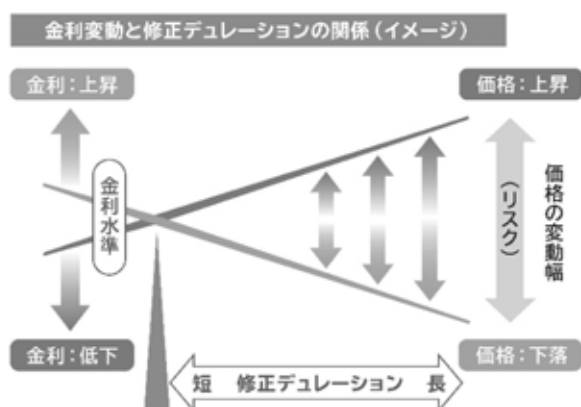 金利変動と修正デュレーションの関係（イメージ）
金利：上昇
価格：上昇
金利水準
（リスク）
価格の変動幅
金利：低下
短 修正デュレーション 長
価格：下落